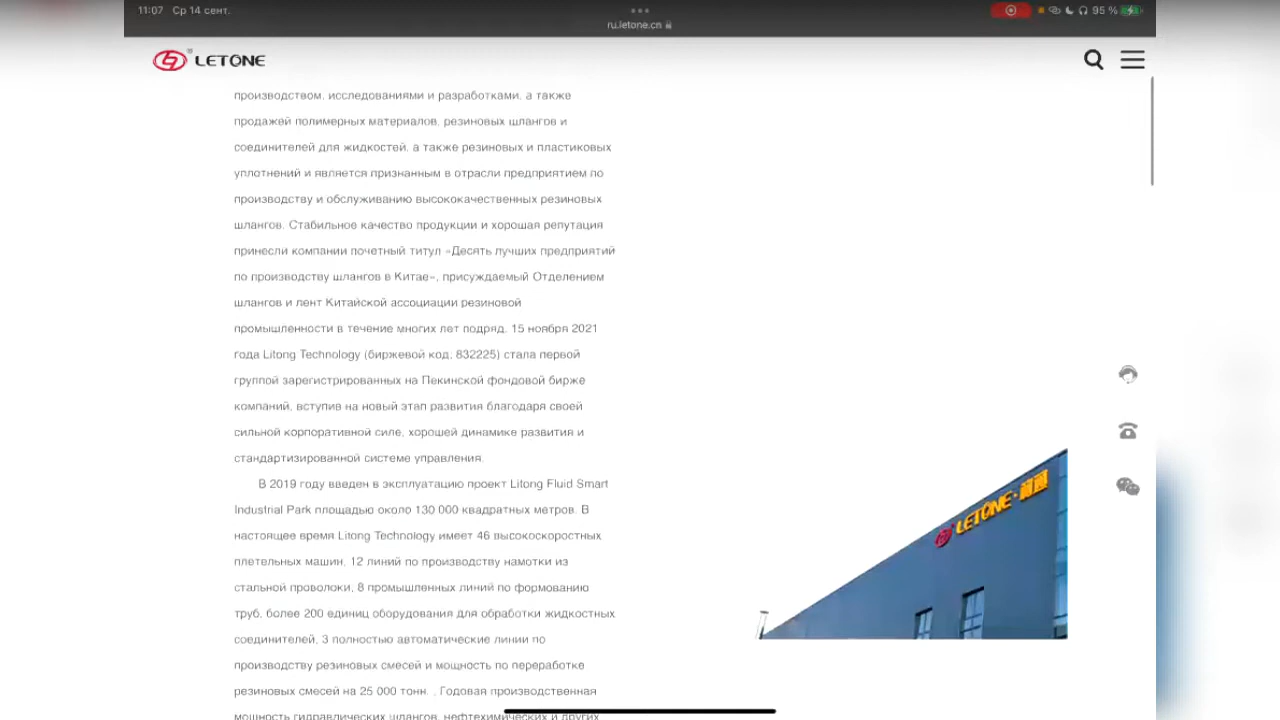 11:07 Ср 14 сент.
95 %
ru.letone.cn
LETONE
производством, исследованиями и разработками, а также
продажей полимерных материалов, резиновых шлангов и
соединителей для жидкостей, а также резиновых и пластиковых
уплотнений и является признанным в отрасли предприятием по
производству и обслуживанию высококачественных резиновых
шлангов. Стабильное качество продукции и хорошая репутация
принесли компании почетный титул «Десять лучших предприятий
по производству шлангов в Китае», присуждаемый Отделением
шлангов и лент Китайской ассоциации резиновой
промышленности в течение многих лет подряд. 15 ноября 2021
года Litong Technology (биржевой код. 832225) стала первой
группой зарегистрированных на Пекинской фондовой бирже
компаний, вступив на новый этап развития благодаря своей
сильной корпоративной силе, хорошей динамике развития и
стандартизированной системе управления.
В 2019 году введен в эксплуатацию проект Litong Fluid Smart
Industrial Park площадью около 130 000 квадратных метров. В
настоящее время Litong Technology имеет 46 высокоскоростных
плетельных машин, 12 линий по производству намотки из
стальной проволоки, 8 промышленных линий по формованию
труб, более 200 единиц оборудования для обработки жидкостных
соединителей, 3 полностью автоматические линии по
производству резиновых смесей и мощность по переработке
резиновых смесей на 25 000 тонн. . Годовая производственная
мощность гидравлических шлангов, нефтехимических и других
LETONE·利通